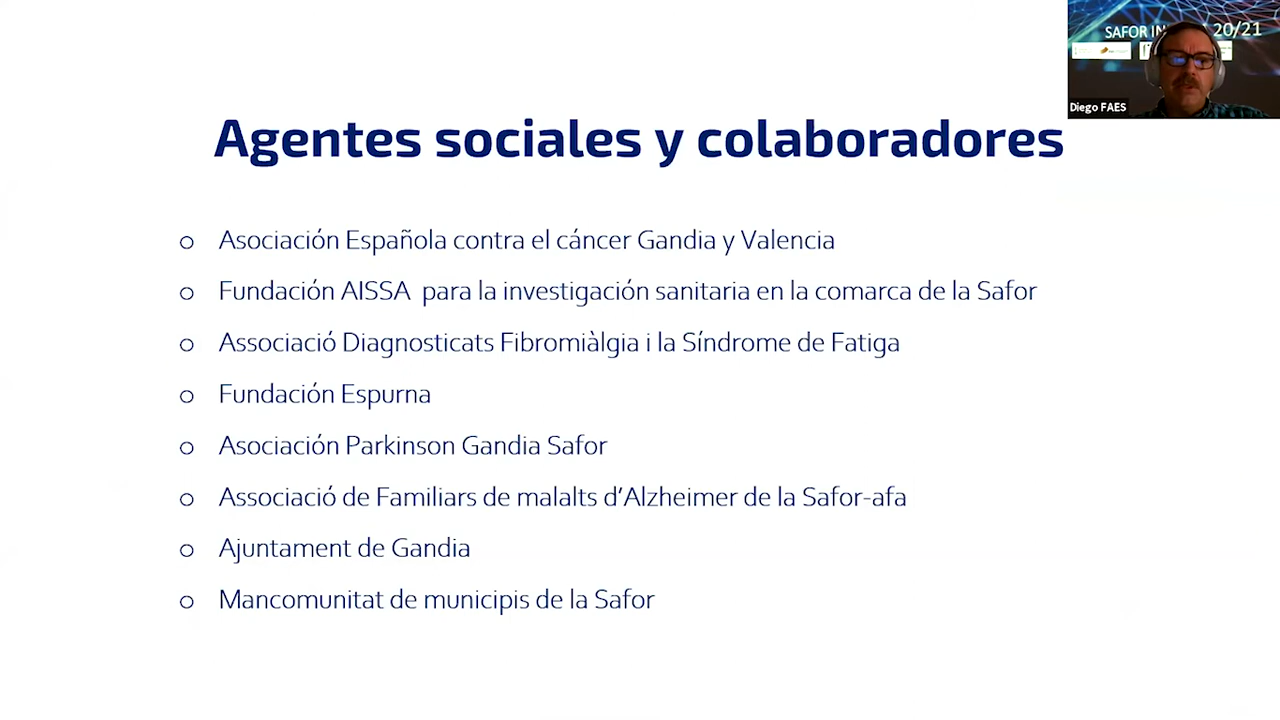 SAFOR IN 20/21
Diego FAES
Agentes sociales y colaboradores
o Asociación Española contra el cáncer Gandia y Valencia
o Fundación AISSA para la investigación sanitaria en la comarca de la Safor
o Associació Diagnosticats Fibromiàlgia i la Síndrome de Fatiga
o Fundación Espurna
o Asociación Parkinson Gandia Safor
o Associació de Familiars de malalts d'Alzheimer de la Safor-afa
o Ajuntament de Gandia
o Mancomunitat de municipis de la Safor